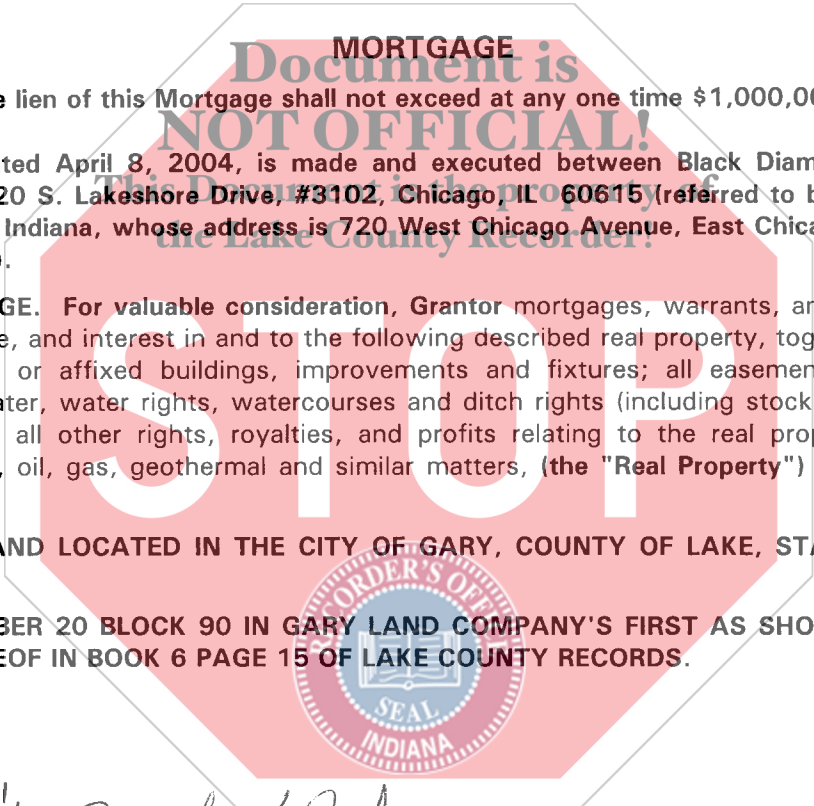 MORTGAGE
Document is
e lien of this Mortgage shall not exceed at any one time $1,000,00
NOT OFFICIAL!
ted April 8, 2004, is made and executed between Black Diam
This Document is the property of
20 S. Lakeshore Drive, #3102, Chicago, IL 60615 (referred to b
the Lake County Recorder!
Indiana, whose address is 720 West Chicago Avenue, East Chica
).
GE. For valuable consideration, Grantor mortgages, warrants, an
e, and interest in and to the following described real property, tog
or affixed buildings, improvements and fixtures; all easemen
ater, water rights, watercourses and ditch rights (including stock
all other rights, royalties, and profits relating to the real prop
, oil, gas, geothermal and similar matters, (the "Real Property")
STOP
AND LOCATED IN THE CITY OF GARY, COUNTY OF LAKE, STA
RECORDER'S OFFICE
BER 20 BLOCK 90 IN GARY LAND COMPANY'S FIRST AS SHO
EOF IN BOOK 6 PAGE 15 OF LAKE COUNTY RECORDS.
SEAL
INDIANA